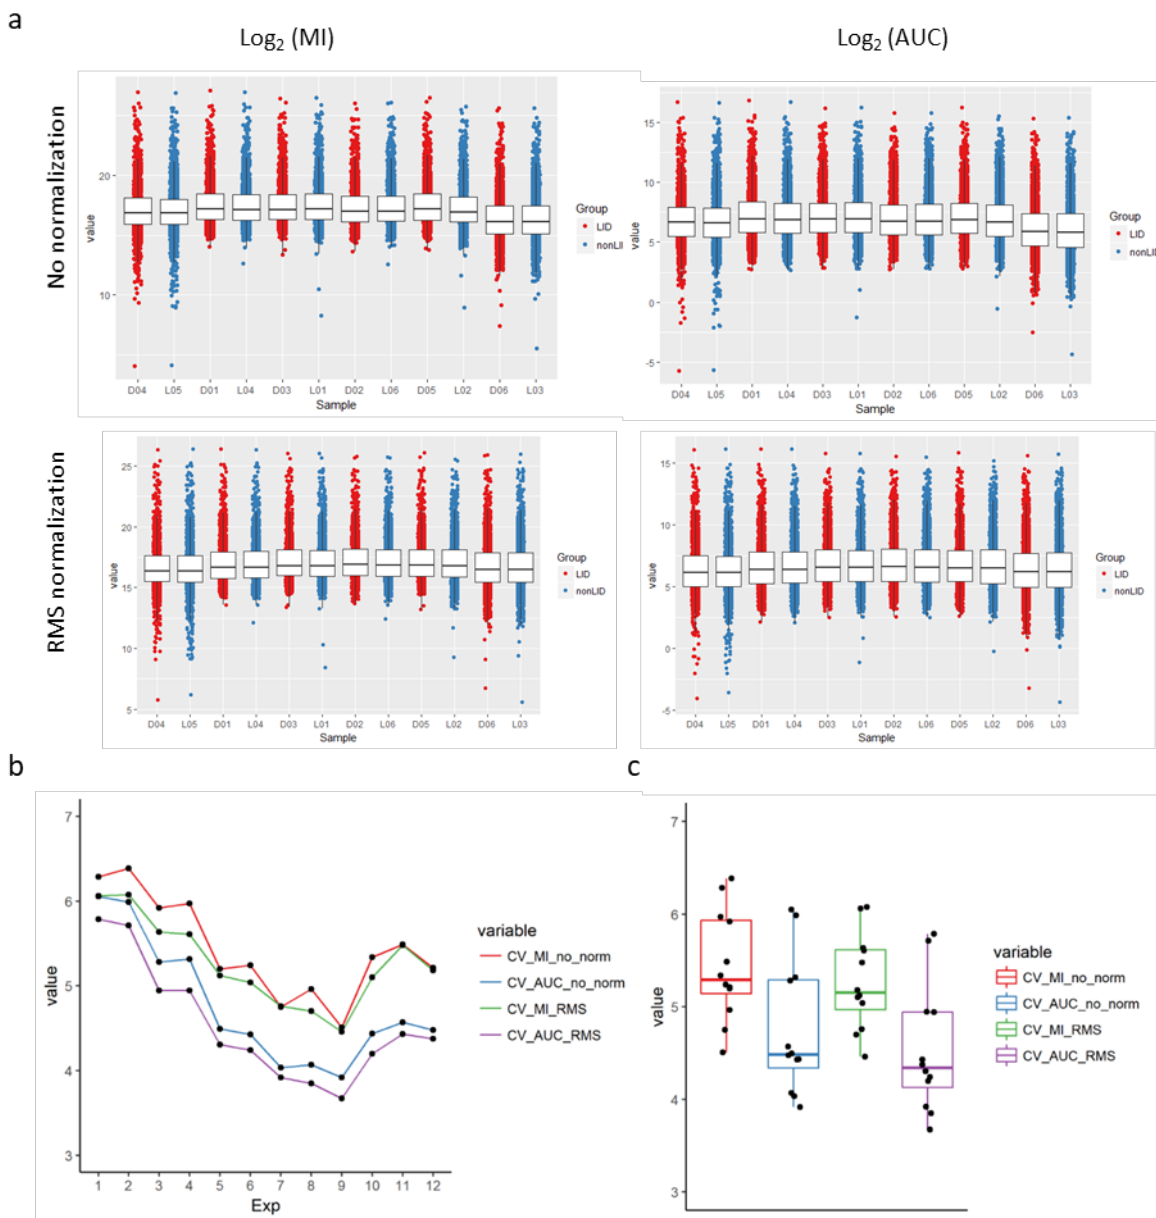 a
Log2 (MI)
Log2 (AUC)
No normalization
value
20
10
D04 L05 D01 L04 D03 L01 D02 L06 D05 L02 D06 L03
Sample
Group
LID
nonLI
value
15
10
5
0
-5
D04 L05 D01 L04 D03 L01 D02 L06 D05 L02 D06 L03
Sample
Group
LID
nonLID
RMS normalization
value
25
20
15
10
5
D04 L05 D01 L04 D03 L01 D02 L06 D05 L02 D06 L03
Sample
Group
LID
nonLID
value
15
10
5
0
-5
D04 L05 D01 L04 D03 L01 D02 L06 D05 L02 D06 L03
Sample
Group
LID
nonLID
b
value
7
6
5
4
3
1 2 3 4 5 6 7 8 9 10 11 12
Exp
variable
CV_MI_no_norm
CV_AUC_no_norm
CV_MI_RMS
CV_AUC_RMS
c
value
7
6
5
4
3
variable
CV_MI_no_norm
CV_AUC_no_norm
CV_MI_RMS
CV_AUC_RMS